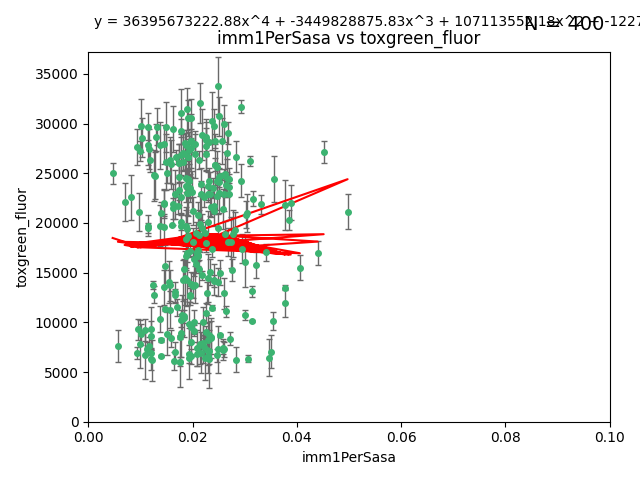 y = 36395673222.88x^4 + -3449828875.83x^3 +
N = 400
imm1PerSasa vs toxgreen_fluor
35000
30000
25000
20000
15000
10000
5000
0
toxgreen_fluor
0.00 0.02 0.04 0.06 0.08 0.10
imm1PerSasa